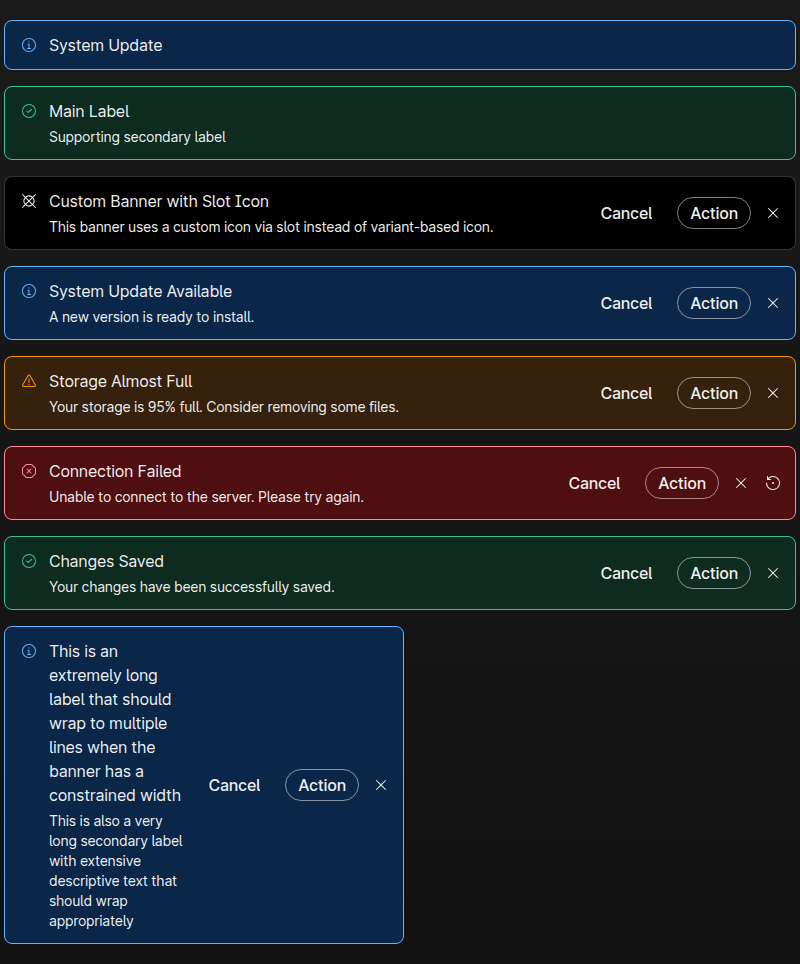 System Update
Main Label
Supporting secondary label
Custom Banner with Slot Icon
This banner uses a custom icon via slot instead of variant-based icon.
Cancel
Action
System Update Available
A new version is ready to install.
Cancel
Action
Storage Almost Full
Your storage is 95% full. Consider removing some files.
Cancel
Action
Connection Failed
Unable to connect to the server. Please try again.
Cancel
Action
Changes Saved
Your changes have been successfully saved.
Cancel
Action
This is an
extremely long
label that should
wrap to multiple
lines when the
banner has a
constrained width
This is also a very
long secondary label
with extensive
descriptive text that
should wrap
appropriately
Cancel
Action